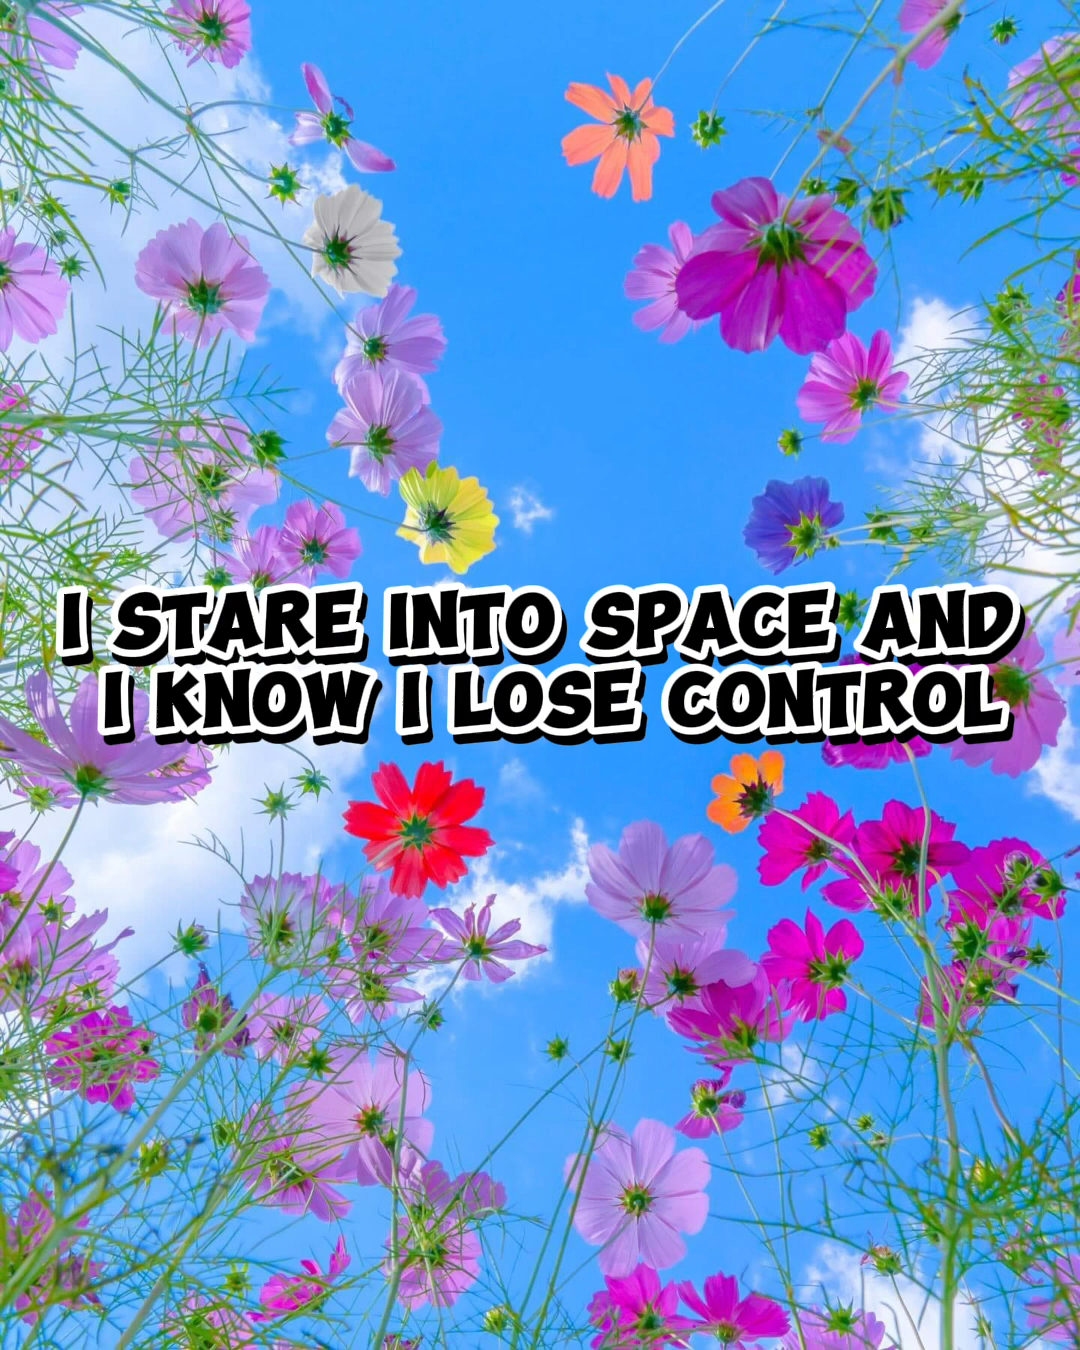 I STARE INTO SPACE AND
I KNOW I LOSE CONTROL